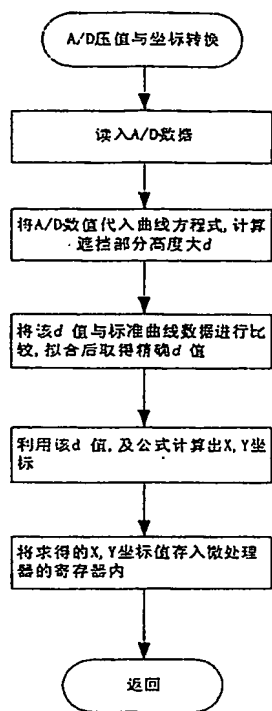 A/D压值与坐标转换
读入A/D数据
将A/D数值代入曲线方程式,计算
遮挡部分高度大d
将该d 值与标准曲线数据进行比
较,拟合后取得精确d 值
利用该d 值,及公式计算出X,Y坐
标
将求得的X,Y坐标值存入微处理
器的寄存器内
返回